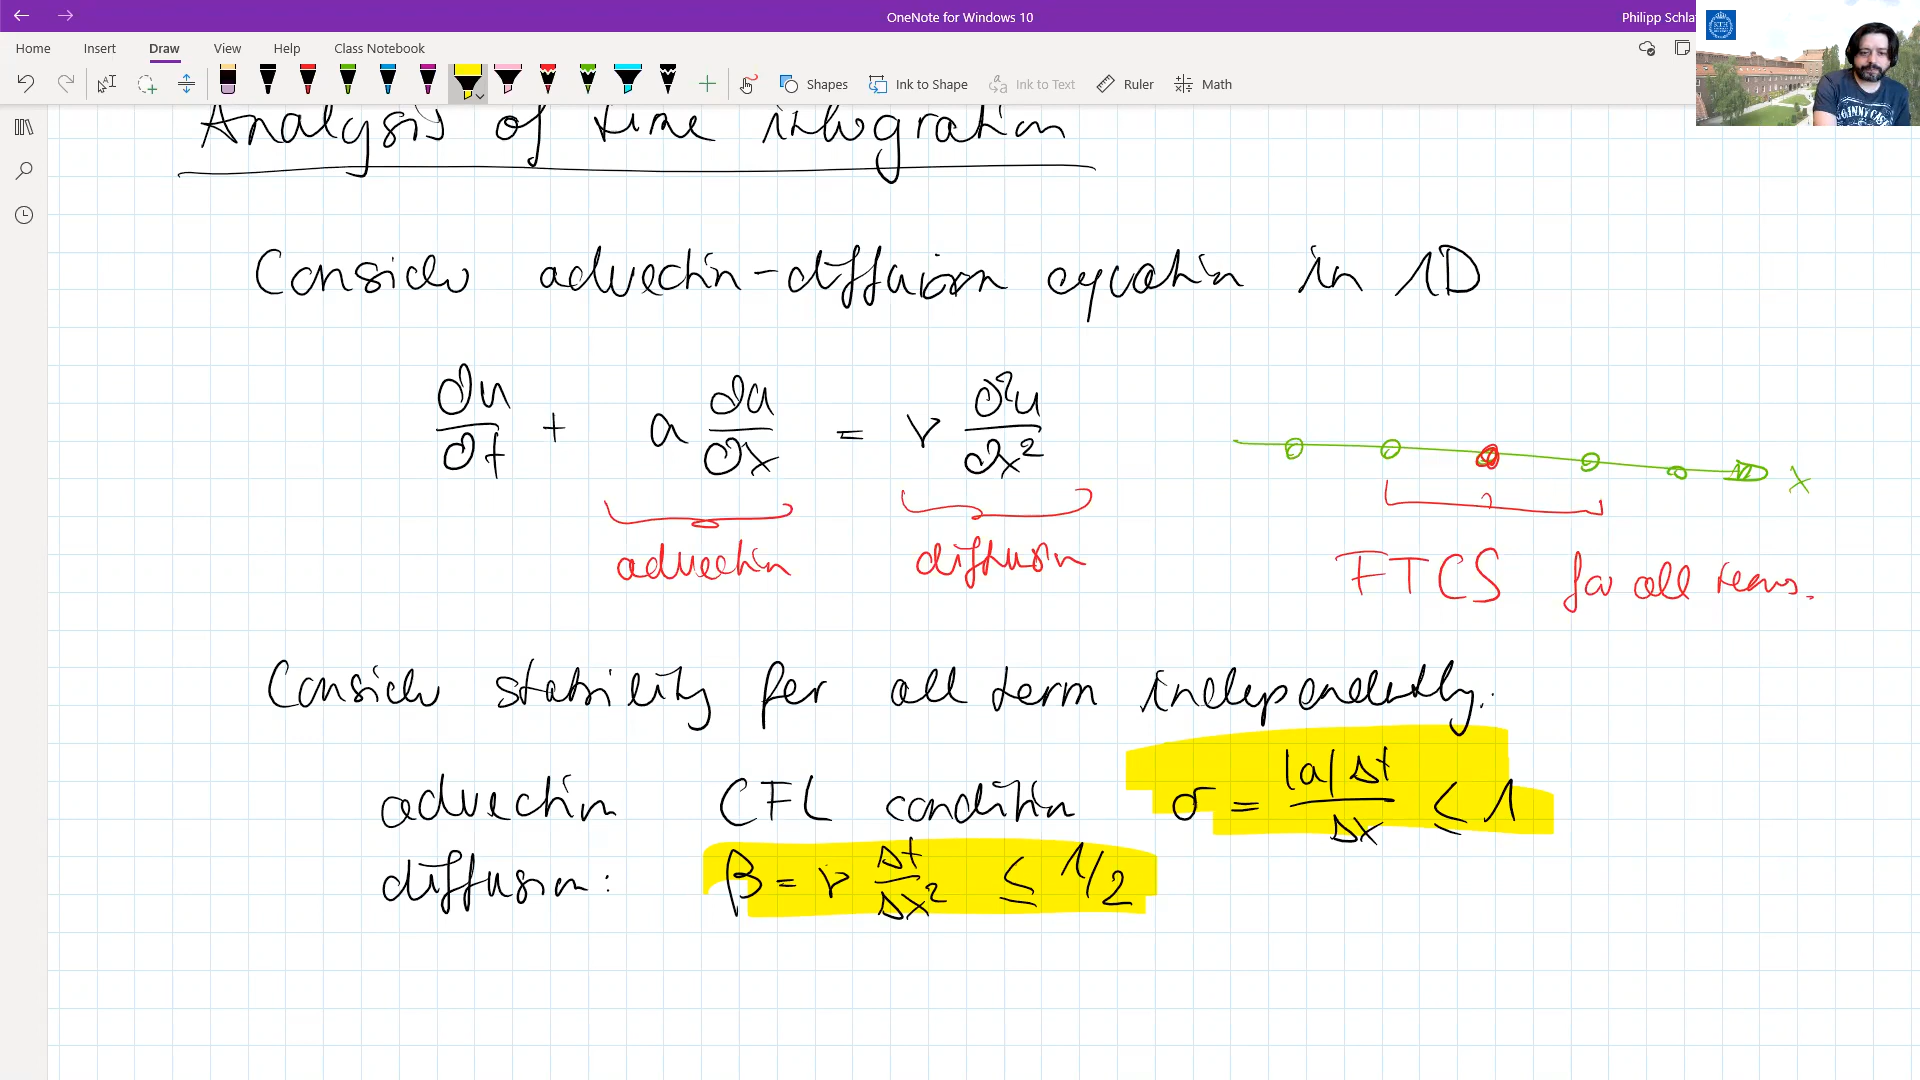 OneNote for Windows 10
Philipp Schla
Home Insert Draw View Help Class Notebook
Shapes Ink to Shape Ink to Text Ruler Math
Analysis of time integration
Consider advection-diffusion equation in 1D
∂u/∂t + a ∂u/∂x = ν ∂²u/∂x²
x
advection diffusion
FTCS for all terms.
Consider stability for all term independently.
advection CFL condition σ = |a|Δt/Δx ≤ 1
diffusion: β = ν Δt/Δx² ≤ 1/2